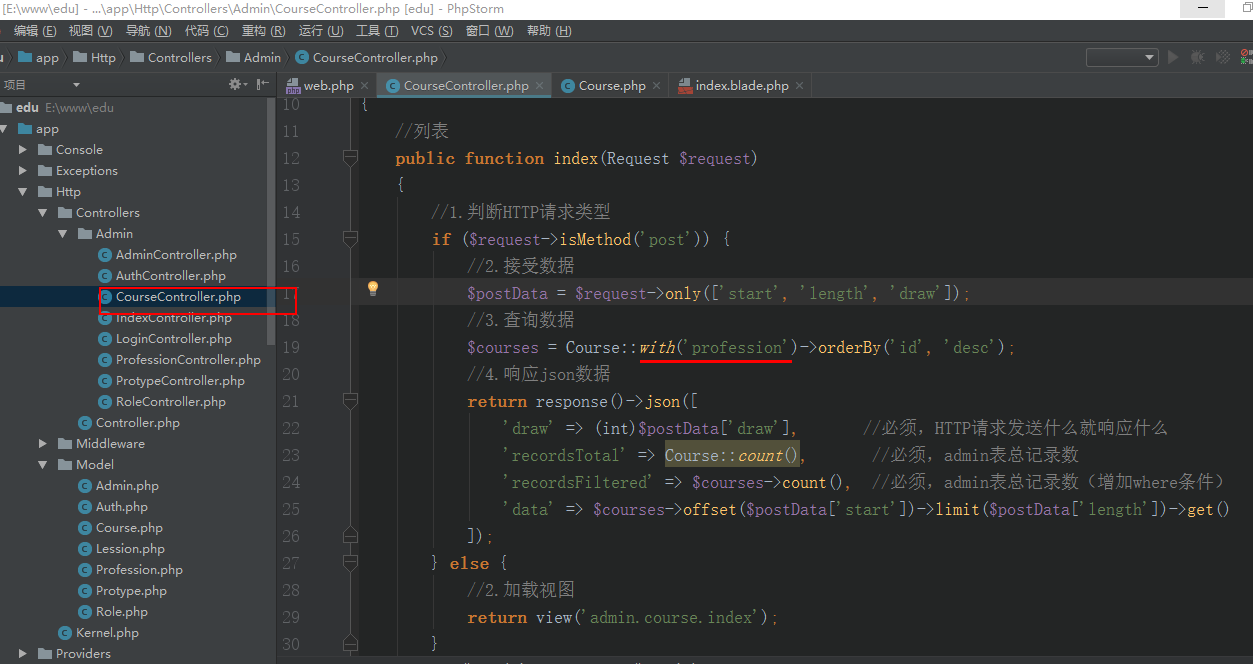 [E:\www\edu] - ...\app\Http\Controllers\Admin\CourseController.php [edu] - PhpStorm
编辑 (E) 视图 (V) 导航 (N) 代码 (C) 重构 (R) 运行 (U) 工具 (T) VCS (S) 窗口 (W) 帮助 (H)
app Http Controllers Admin CourseController.php
项目 web.php CourseController.php Course.php index.blade.php
edu E:\www\edu
app
Console
Exceptions
Http
Controllers
Admin
AdminController.php
AuthController.php
CourseController.php
IndexController.php
LoginController.php
ProfessionController.php
ProtypeController.php
RoleController.php
Controller.php
Middleware
Model
Admin.php
Auth.php
Course.php
Lession.php
Profession.php
Protype.php
Role.php
Kernel.php
Providers
10 {
11 //列表
12 public function index(Request $request)
13 {
14 //1.判断HTTP请求类型
15 if ($request->isMethod('post')) {
16 //2.接受数据
17 $postData = $request->only(['start', 'length', 'draw']);
18 //3.查询数据
19 $courses = Course::with('profession')->orderBy('id', 'desc');
20 //4.响应json数据
21 return response()->json([
22 'draw' => (int)$postData['draw'], //必须，HTTP请求发送什么就响应什么
23 'recordsTotal' => Course::count(), //必须，admin表总记录数
24 'recordsFiltered' => $courses->count(), //必须，admin表总记录数（增加where条件）
25 'data' => $courses->offset($postData['start'])->limit($postData['length'])->get()
26 ]);
27 } else {
28 //2.加载视图
29 return view('admin.course.index');
30 }